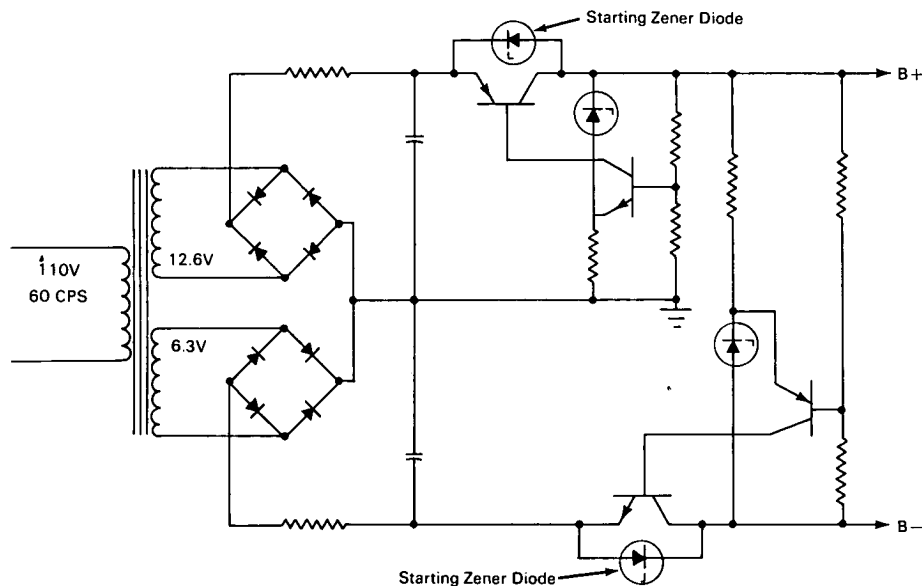 Starting Zener Diode
B+
12.6V
110V
60 CPS
6.3V
B−
Starting Zener Diode